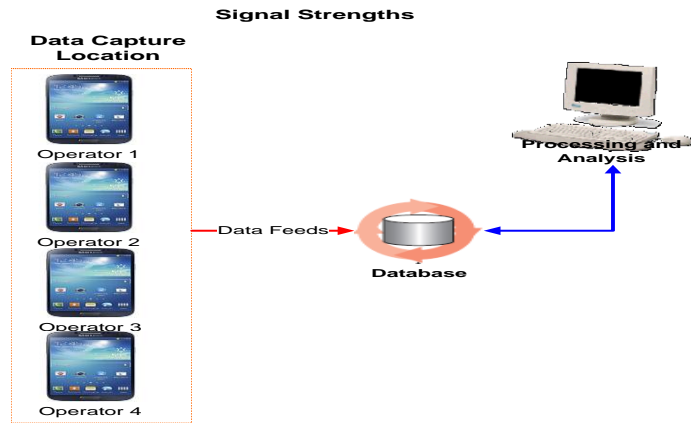 Signal Strengths
Data Capture
Location
Operator 1
Operator 2
Operator 3
Operator 4
Data Feeds
Database
Processing and
Analysis